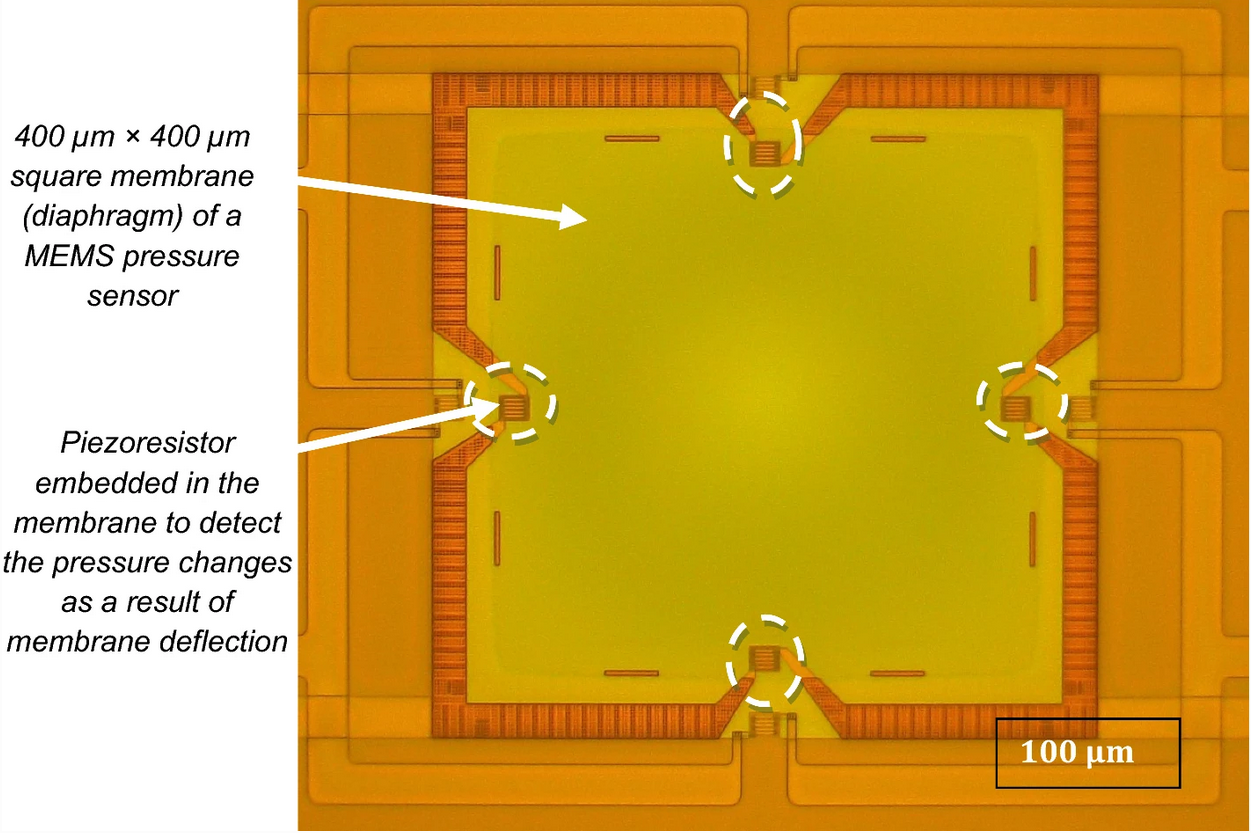 400 µm × 400 µm
square membrane
(diaphragm) of a
MEMS pressure
sensor
Piezoresistor
embedded in the
membrane to detect
the pressure changes
as a result of
membrane deflection
100 µm